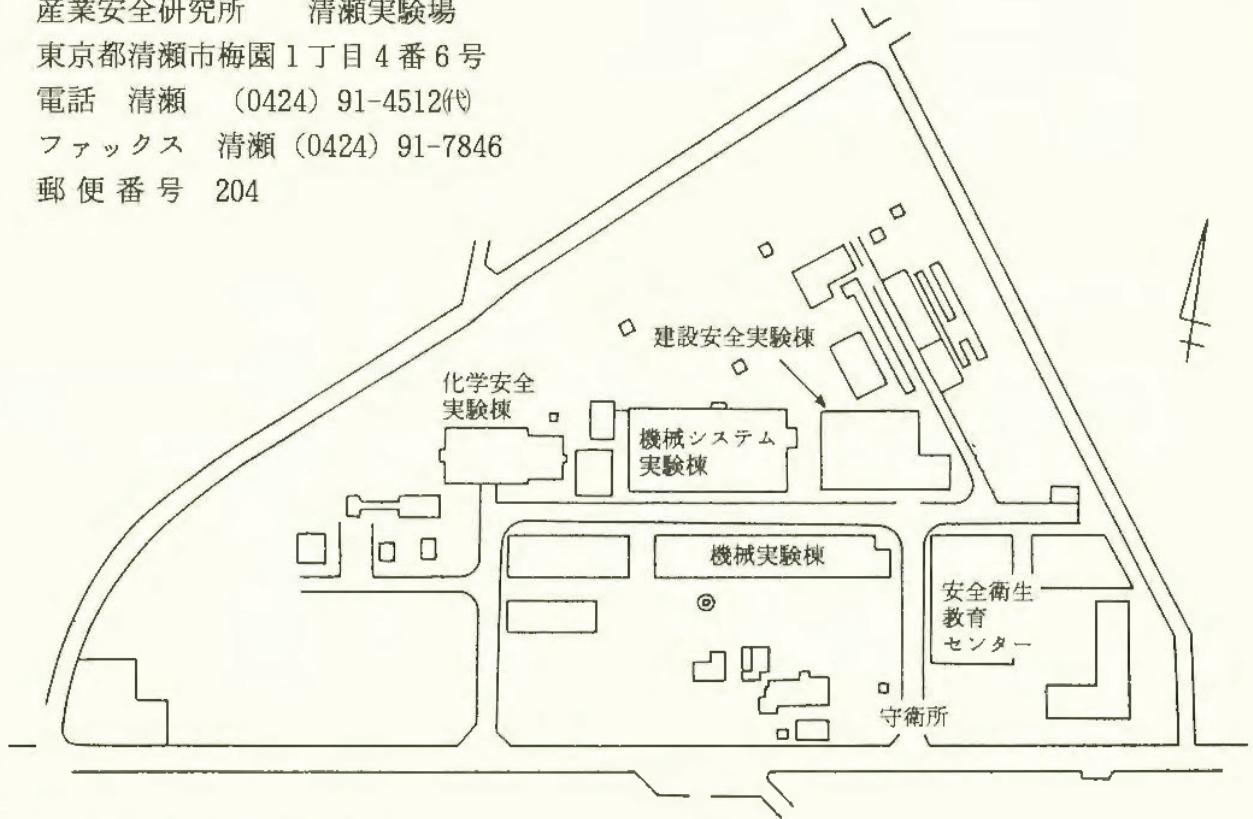 産業安全研究所 清瀬実験場
東京都清瀬市梅園1丁目4番6号
電話 清瀬 (0424) 91-4512㈹
ファックス 清瀬 (0424) 91-7846
郵便番号 204
建設安全実験棟
化学安全
実験棟
機械システム
実験棟
機械実験棟
安全衛生
教育
センター
守衛所